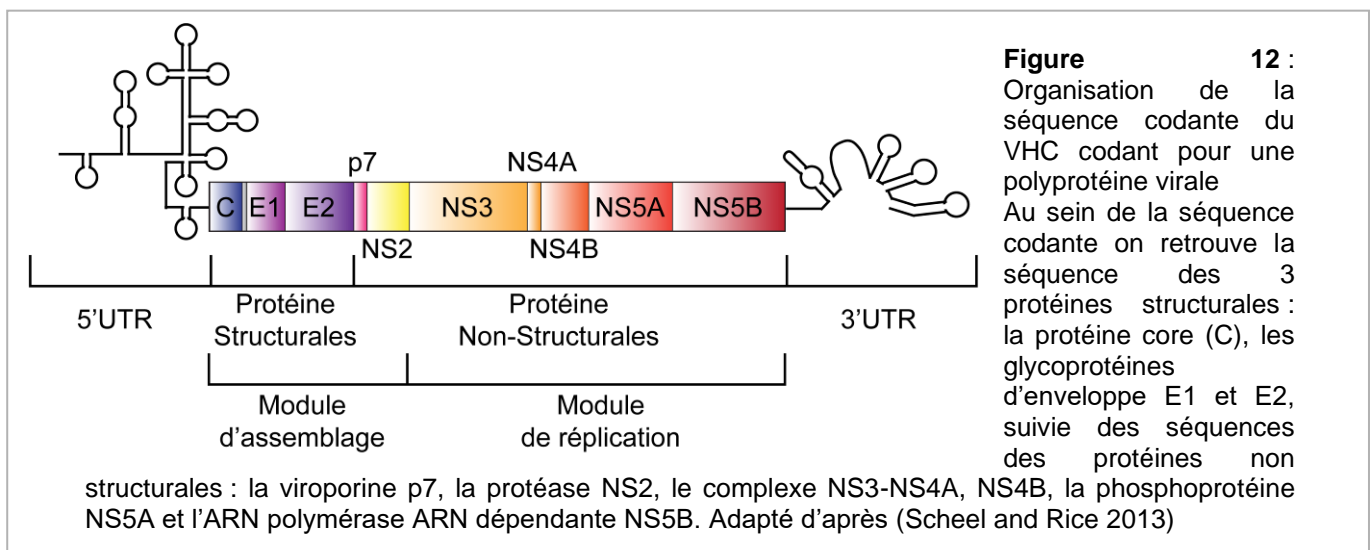 p7
NS4A
C
E1
E2
NS3
NS5A
NS5B
NS2
NS4B
5'UTR
Protéine
Structurales
Protéine
Non-Structurales
3'UTR
Module
d'assemblage
Module
de réplication
Figure 12 :
Organisation de la
séquence codante du
VHC codant pour une
polyprotéine virale
Au sein de la séquence
codante on retrouve la
séquence des 3
protéines structurales :
la protéine core (C), les
glycoprotéines
d'enveloppe E1 et E2,
suivie des séquences
des protéines non
structurales : la viroporine p7, la protéase NS2, le complexe NS3-NS4A, NS4B, la phosphoprotéine
NS5A et l'ARN polymérase ARN dépendante NS5B. Adapté d'après (Scheel and Rice 2013)